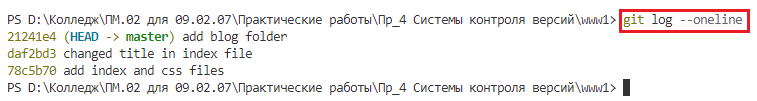 PS D:\Колледж\ПМ.02 для 09.02.07\Практические работы\Пр_4 Системы контроля версий\www1> git log --oneline
21241e4 (HEAD -> master) add blog folder
daf2bd3 changed title in index file
78c5b70 add index and css files
PS D:\Колледж\ПМ.02 для 09.02.07\Практические работы\Пр_4 Системы контроля версий\www1>